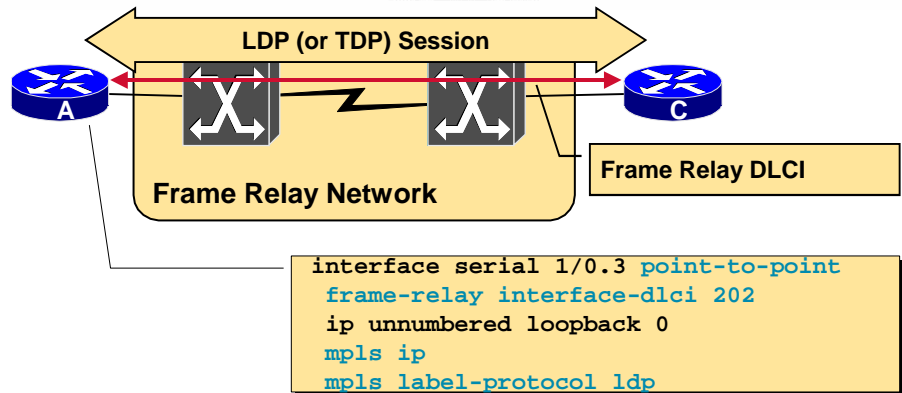 LDP (or TDP) Session
A
C
Frame Relay DLCI
Frame Relay Network
interface serial 1/0.3 point-to-point
frame-relay interface-dlci 202
ip unnumbered loopback 0
mpls ip
mpls label-protocol ldp